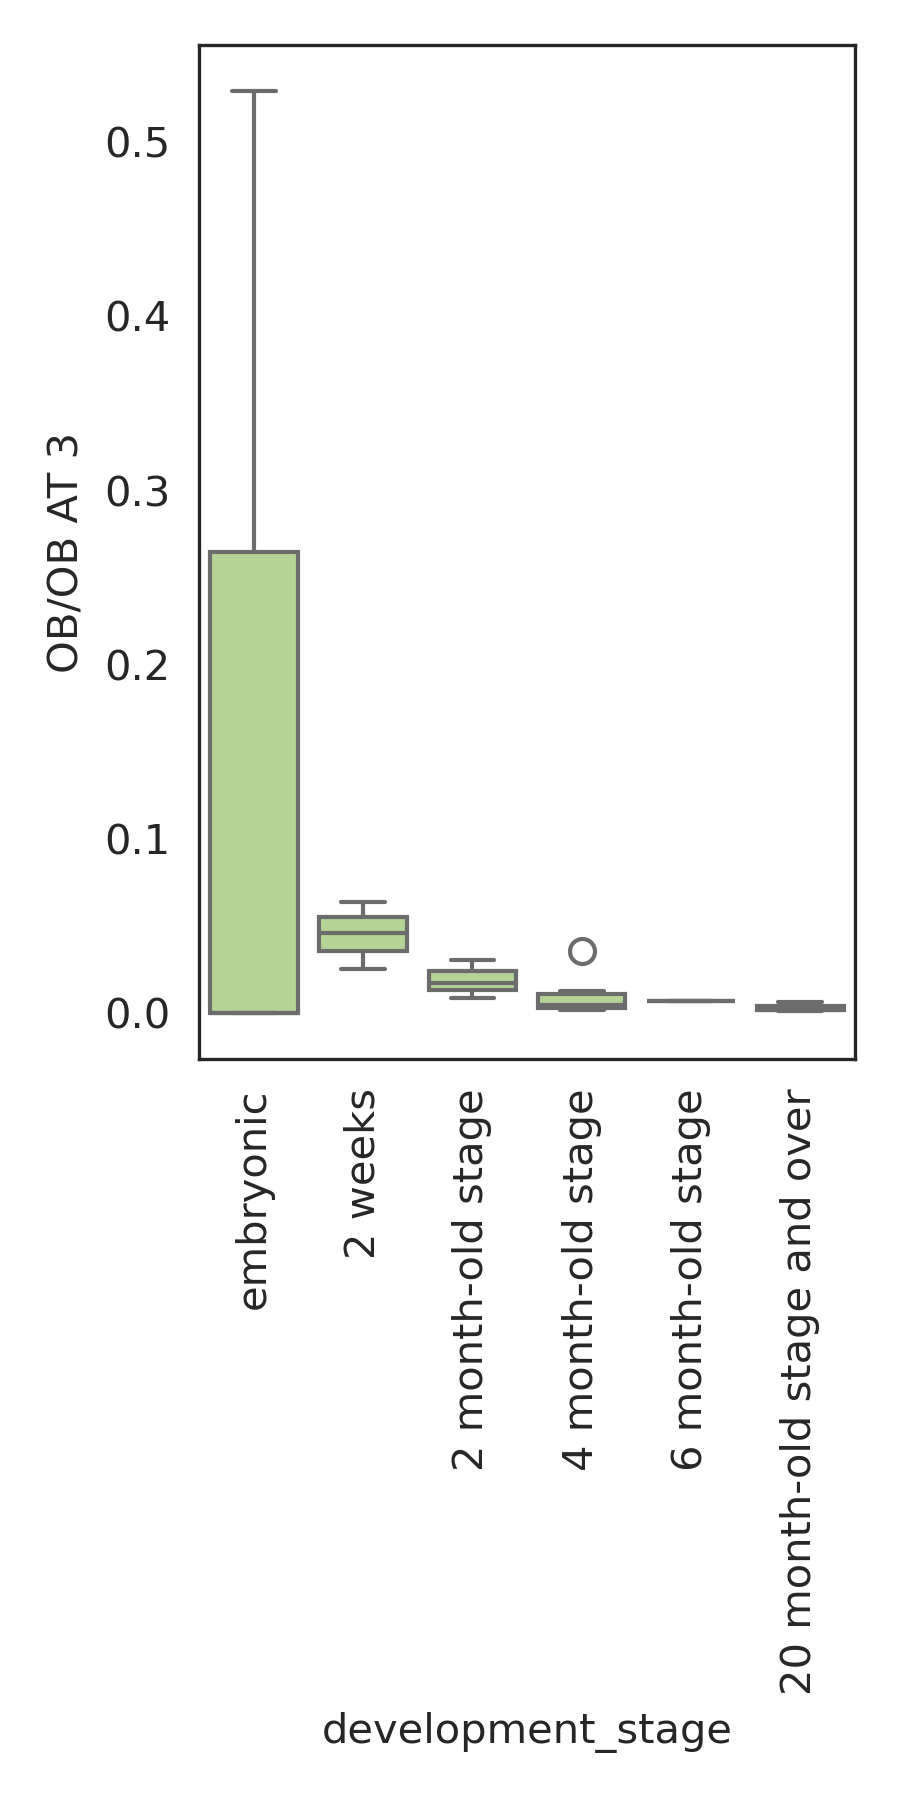 OB/OB AT 3
0.5
0.4
0.3
0.2
0.1
0.0
embryonic
2 weeks
2 month-old stage
4 month-old stage
6 month-old stage
20 month-old stage and over
development_stage